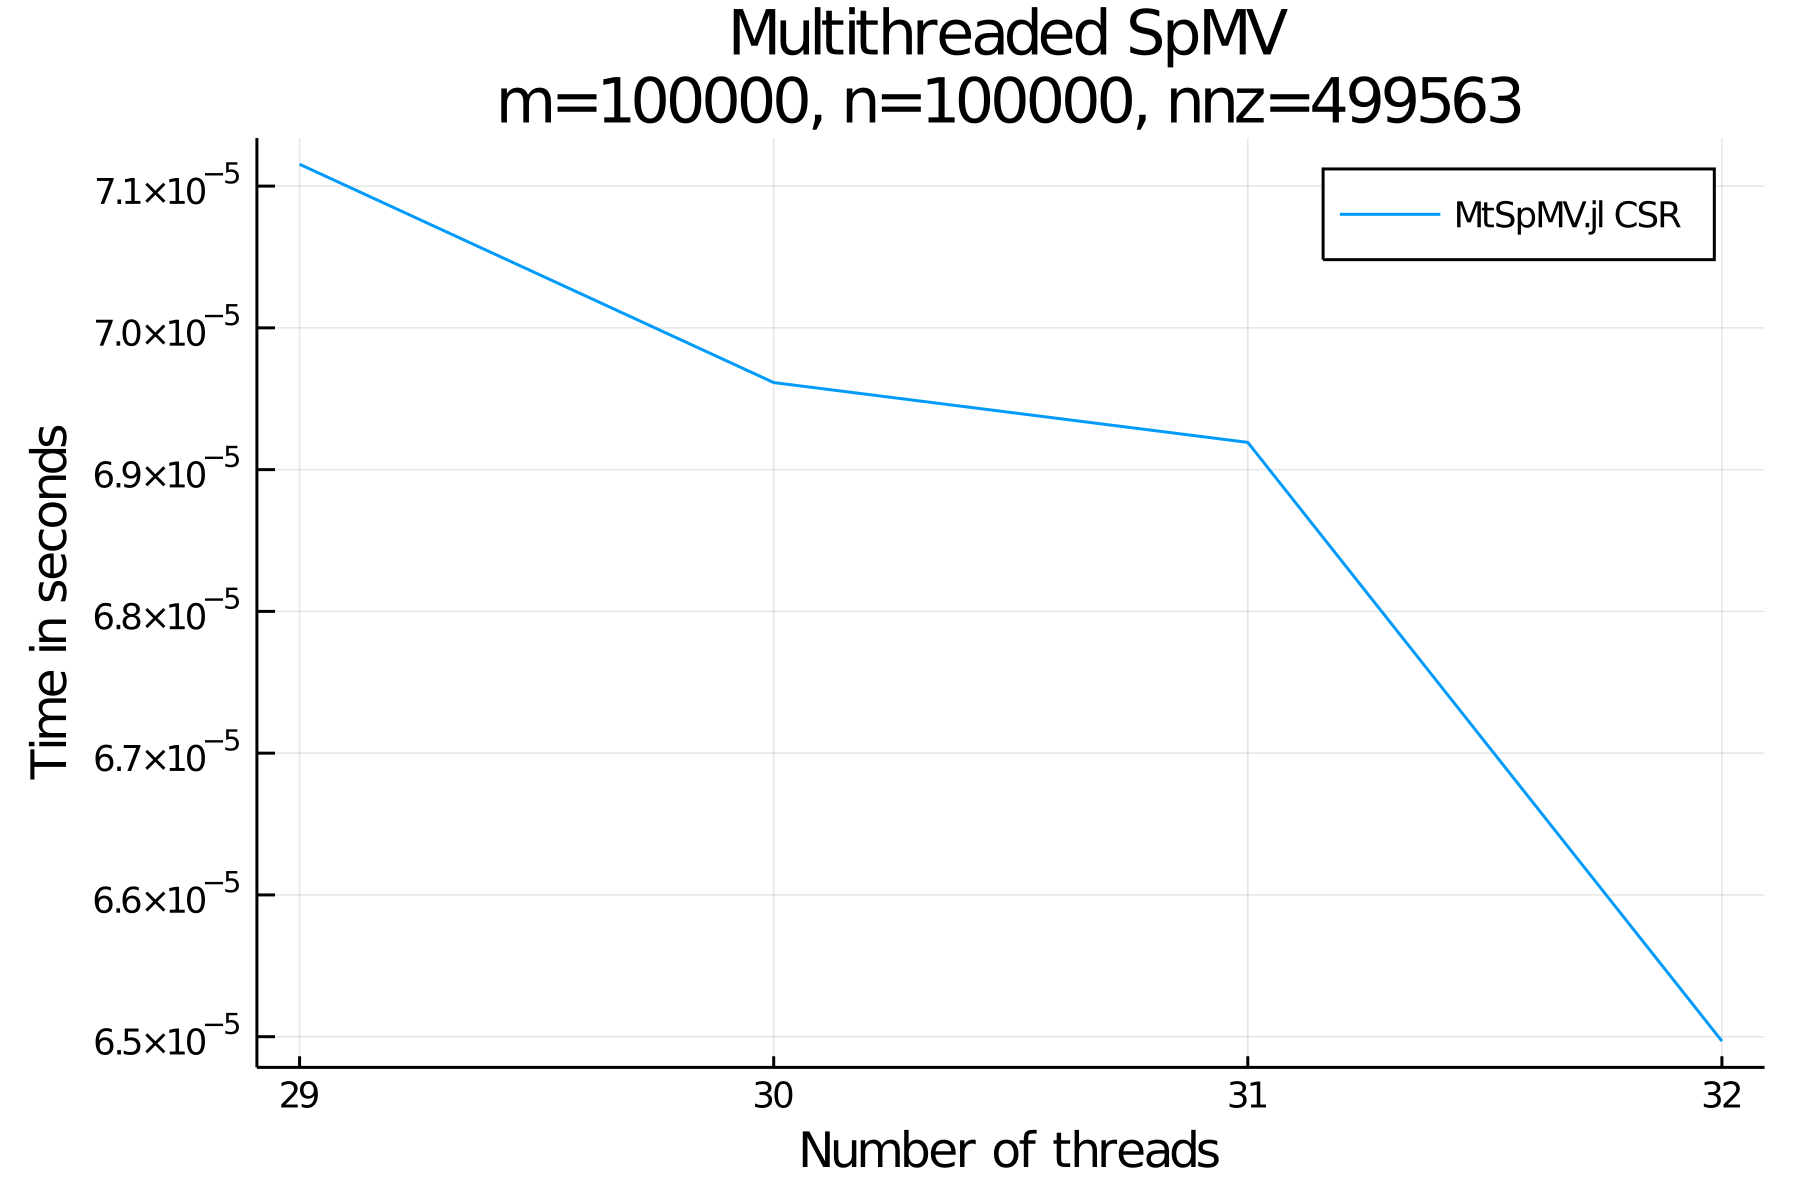 Multithreaded SpMV
m=100000, n=100000, nnz=499563
7.1×10⁻⁵
7.0×10⁻⁵
6.9×10⁻⁵
6.8×10⁻⁵
6.7×10⁻⁵
6.6×10⁻⁵
6.5×10⁻⁵
Time in seconds
MtSpMV.jl CSR
29 30 31 32
Number of threads